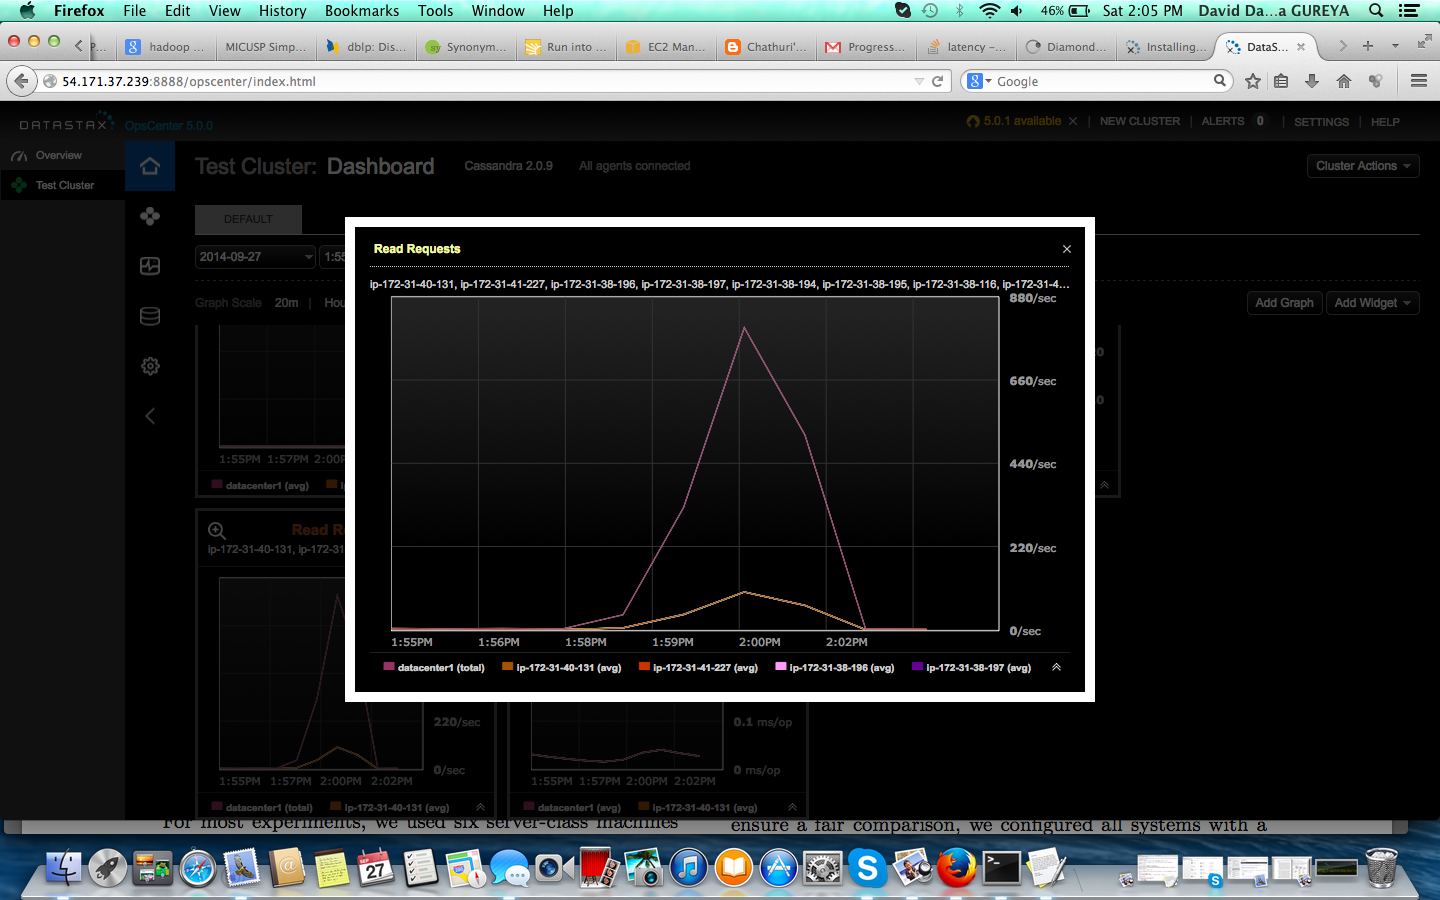 Firefox File Edit View History Bookmarks Tools Window Help 46% Sat 2:05 PM David Da...a GUREYA
P... hadoop ... MICUSP Simp... dblp: Dis... Synonym... Run into ... EC2 Man... Chathuri'... Progress... latency -... Diamond... Installing... DataS...
54.171.37.239:8888/opscenter/index.html Google
DATASTAX OpsCenter 5.0.0 5.0.1 available NEW CLUSTER ALERTS 0 SETTINGS HELP
Overview
Test Cluster
Test Cluster: Dashboard Cassandra 2.0.9 All agents connected Cluster Actions
DEFAULT
2014-09-27 1:55
Graph Scale 20m Hou Add Graph Add Widget
Read Requests
ip-172-31-40-131, ip-172-31-41-227, ip-172-31-38-196, ip-172-31-38-197, ip-172-31-38-194, ip-172-31-38-195, ip-172-31-38-116, ip-172-31-4...
880/sec
660/sec
440/sec
220/sec
0/sec
1:55PM 1:56PM 1:58PM 1:59PM 2:00PM 2:02PM
datacenter1 (total) ip-172-31-40-131 (avg) ip-172-31-41-227 (avg) ip-172-31-38-196 (avg) ip-172-31-38-197 (avg)
1:55PM 1:57PM 2:00P
datacenter1 (avg)
Read R
ip-172-31-40-131, ip-172-31
220/sec
0/sec
1:55PM 1:57PM 2:00PM 2:02PM
datacenter1 (total) ip-172-31-40-131 (avg)
0.1 ms/op
0 ms/op
1:55PM 1:57PM 2:00PM 2:02PM
datacenter1 (avg) ip-172-31-40-131 (avg)
For most experiments, we used six server-class machines
ensure a fair comparison, we configured all systems with a
SEP
27